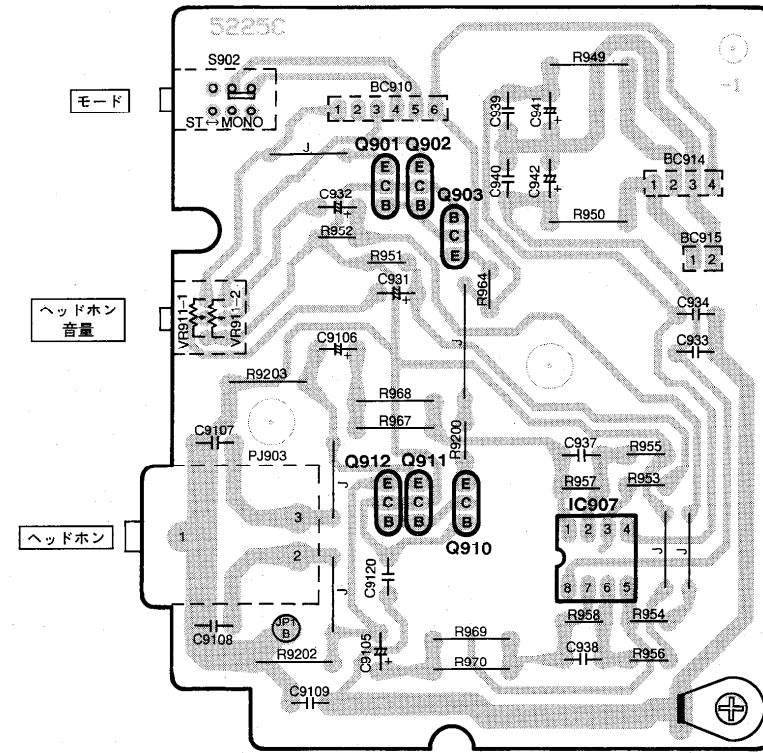 5225C
S902
モード
ST↔MONO
BC910
1 2 3 4 5 6
R949
-1
C939
C941
+
J
Q901 Q902
E C B
E C B
C932
+
Q903
B C E
C940
C942
+
BC914
1 2 3 4
R952
R950
R951
BC915
1 2
C931
+
R964
ヘッドホン
音量
VR911-1
VR911-2
C934
C933
J
C9106
+
R9203
R968
R967
C9107
R9200
PJ903
C937
R955
J
Q912 Q911
E C B
E C B
E C B
Q910
R957
R953
IC907
1 2 3 4
8 7 6 5
ヘッドホン
1
3
2
J
J
J
C9120
C9108
JP1
B
R958
R954
C9105
+
R969
R970
R9202
C938
R956
C9109